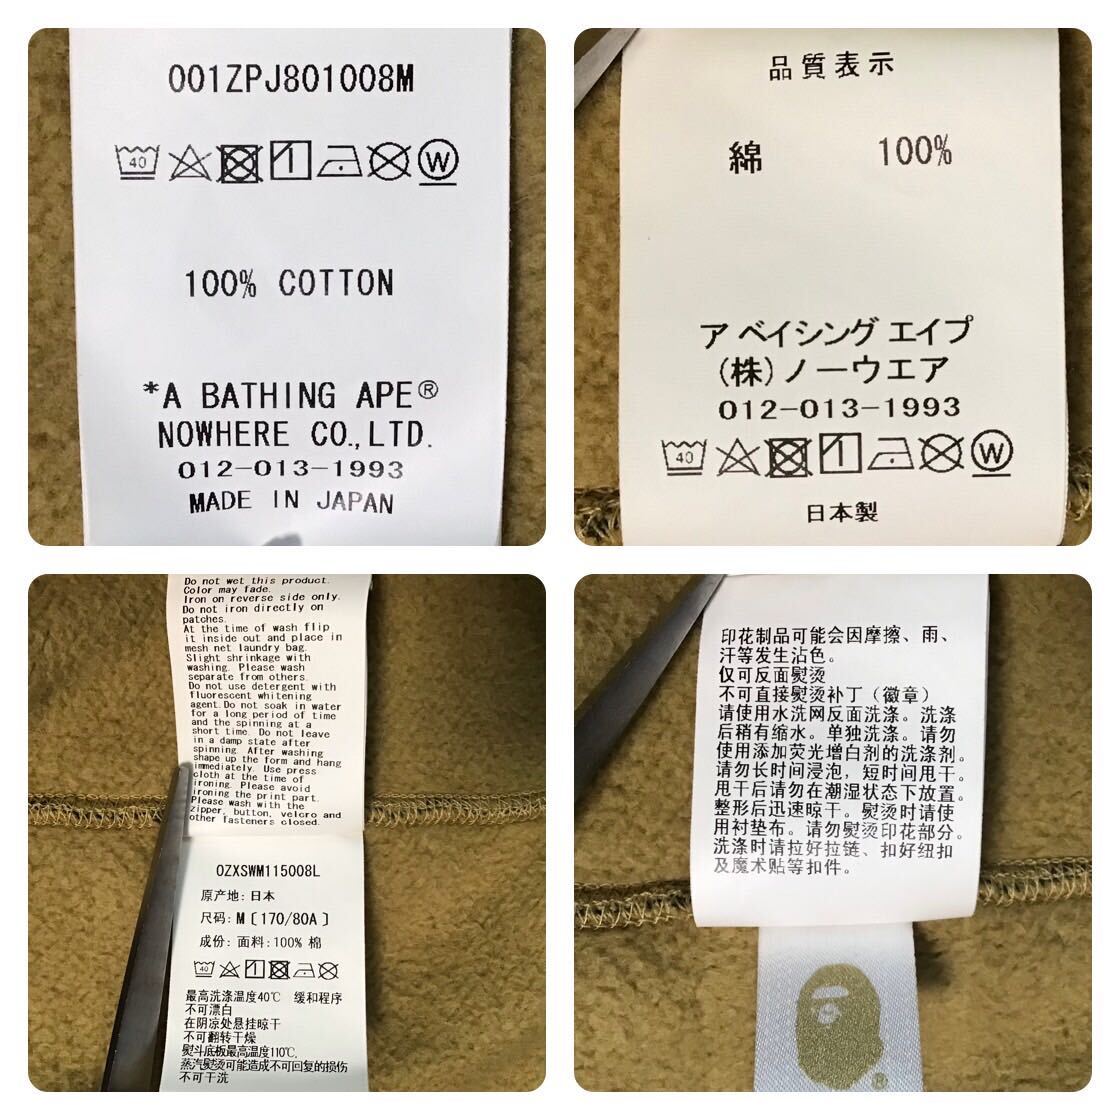 001ZPJ801008M
40
W
100% COTTON
*A BATHING APE®
NOWHERE CO.,LTD.
012-013-1993
MADE IN JAPAN
品質表示
綿 100%
ア ベイシング エイプ
(株)ノーウエア
012-013-1993
40
W
日本製
Do not wet this product.
Color may fade.
Iron on reverse side only.
Do not iron directly on
patches.
At the time of wash flip
it inside out and place in
mesh net laundry bag.
Slight shrinkage with
washing. Please wash
separate from others.
Do not use detergent with
fluorescent whitening
agent.Do not soak in water
for a long period of time
and the spinning at a
short time. Do not leave
in a damp state after
spinning. After washing
shape up the form and hang
immediately. Use press
cloth at the time of
ironing. Please avoid
ironing the print part.
Please wash with the
zipper, button, velcro and
other fasteners closed.
0ZXSWM115008L
原产地: 日本
尺码: M [170/80A]
成份: 面料:100% 棉
40
最高洗涤温度40℃ 缓和程序
不可漂白
在阴凉处悬挂晾干
不可翻转干燥
熨斗底板最高温度110℃,
蒸汽熨烫可能造成不可回复的损伤
不可干洗
印花制品可能会因摩擦、雨、
汗等发生沾色。
仅可反面熨烫
不可直接熨烫补丁（徽章）
请使用水洗网反面洗涤。洗涤
后稍有缩水。单独洗涤。请勿
使用添加荧光增白剂的洗涤剂。
请勿长时间浸泡，短时间甩干。
甩干后请勿在潮湿状态下放置。
整形后迅速晾干。熨烫时请使
用衬垫布。请勿熨烫印花部分。
洗涤时请拉好拉链、扣好纽扣
及魔术贴等扣件。
®